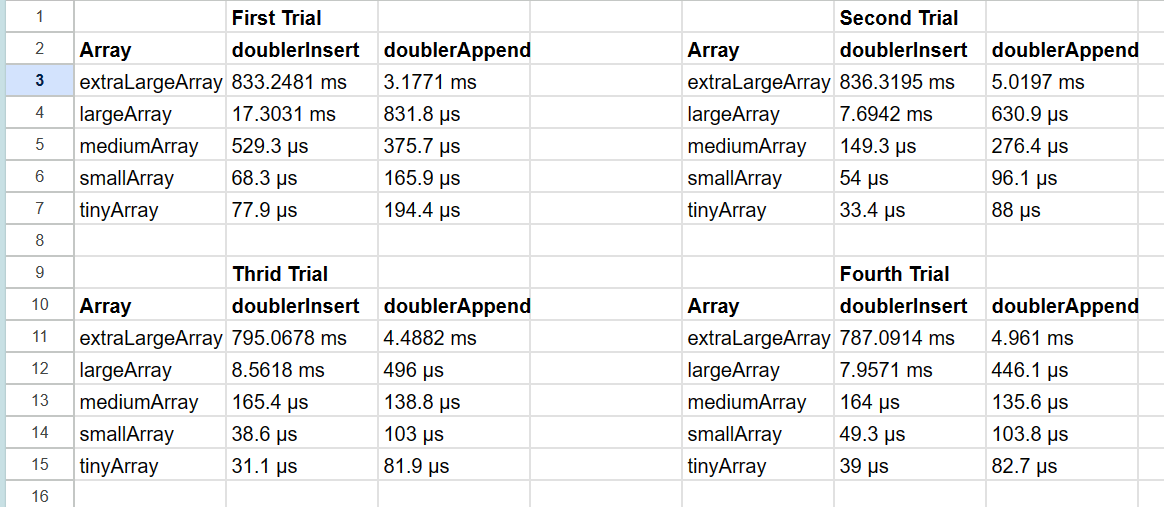 1 First Trial Second Trial
2 Array doublerInsert doublerAppend Array doublerInsert doublerAppend
3 extraLargeArray 833.2481 ms 3.1771 ms extraLargeArray 836.3195 ms 5.0197 ms
4 largeArray 17.3031 ms 831.8 μs largeArray 7.6942 ms 630.9 μs
5 mediumArray 529.3 μs 375.7 μs mediumArray 149.3 μs 276.4 μs
6 smallArray 68.3 μs 165.9 μs smallArray 54 μs 96.1 μs
7 tinyArray 77.9 μs 194.4 μs tinyArray 33.4 μs 88 μs
8
9 Thrid Trial Fourth Trial
10 Array doublerInsert doublerAppend Array doublerInsert doublerAppend
11 extraLargeArray 795.0678 ms 4.4882 ms extraLargeArray 787.0914 ms 4.961 ms
12 largeArray 8.5618 ms 496 μs largeArray 7.9571 ms 446.1 μs
13 mediumArray 165.4 μs 138.8 μs mediumArray 164 μs 135.6 μs
14 smallArray 38.6 μs 103 μs smallArray 49.3 μs 103.8 μs
15 tinyArray 31.1 μs 81.9 μs tinyArray 39 μs 82.7 μs
16